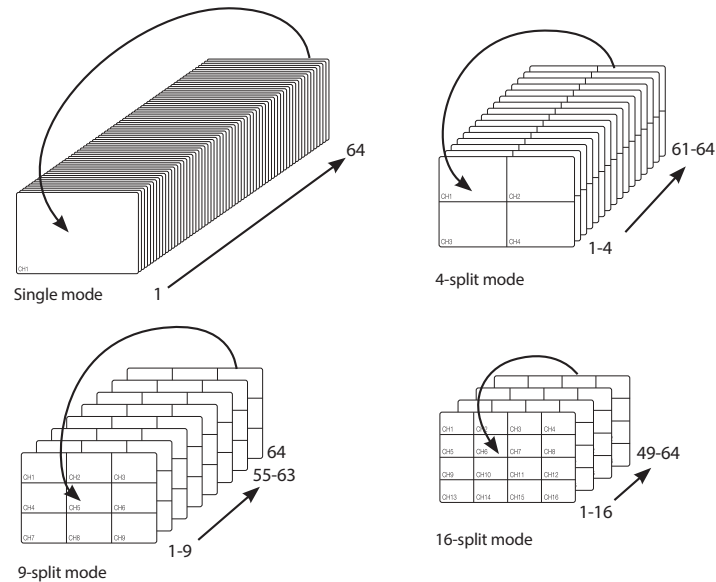 64
CH1
Single mode
1
CH1 CH2
CH3 CH4
61-64
1-4
4-split mode
CH1 CH2 CH3
CH4 CH5 CH6
CH7 CH8 CH9
64
55-63
1-9
9-split mode
CH1 CH2 CH3 CH4
CH5 CH6 CH7 CH8
CH9 CH10 CH11 CH12
CH13 CH14 CH15 CH16
49-64
1-16
16-split mode